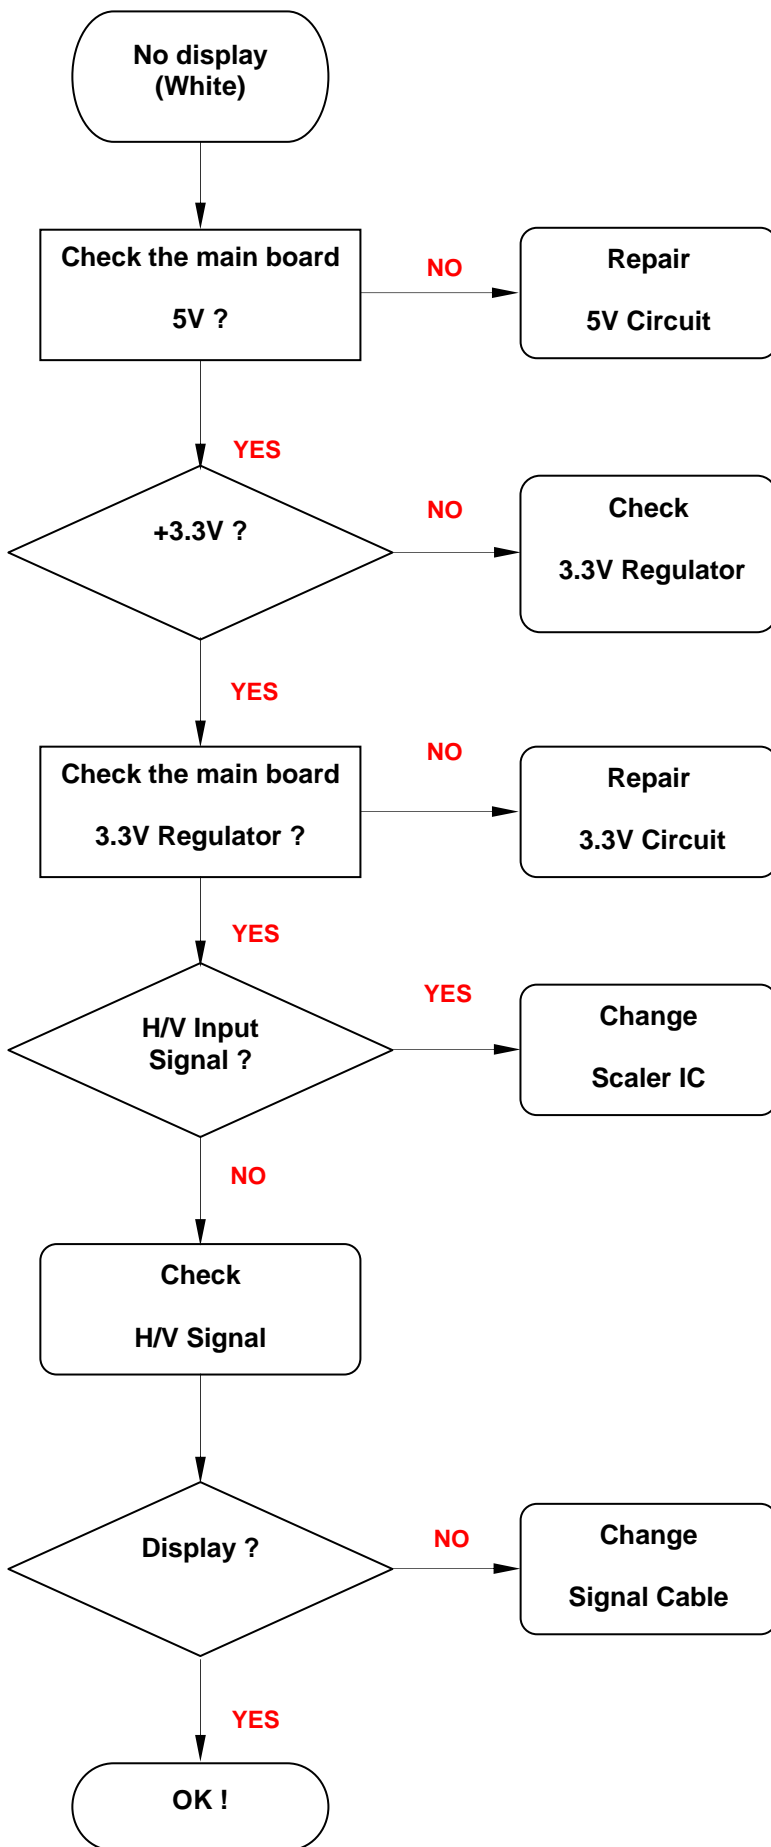 No display
(White)
Check the main board
5V ?
NO
Repair
5V Circuit
YES
+3.3V ?
NO
Check
3.3V Regulator
YES
Check the main board
3.3V Regulator ?
NO
Repair
3.3V Circuit
YES
H/V Input
Signal ?
YES
Change
Scaler IC
NO
Check
H/V Signal
Display ?
NO
Change
Signal Cable
YES
OK !